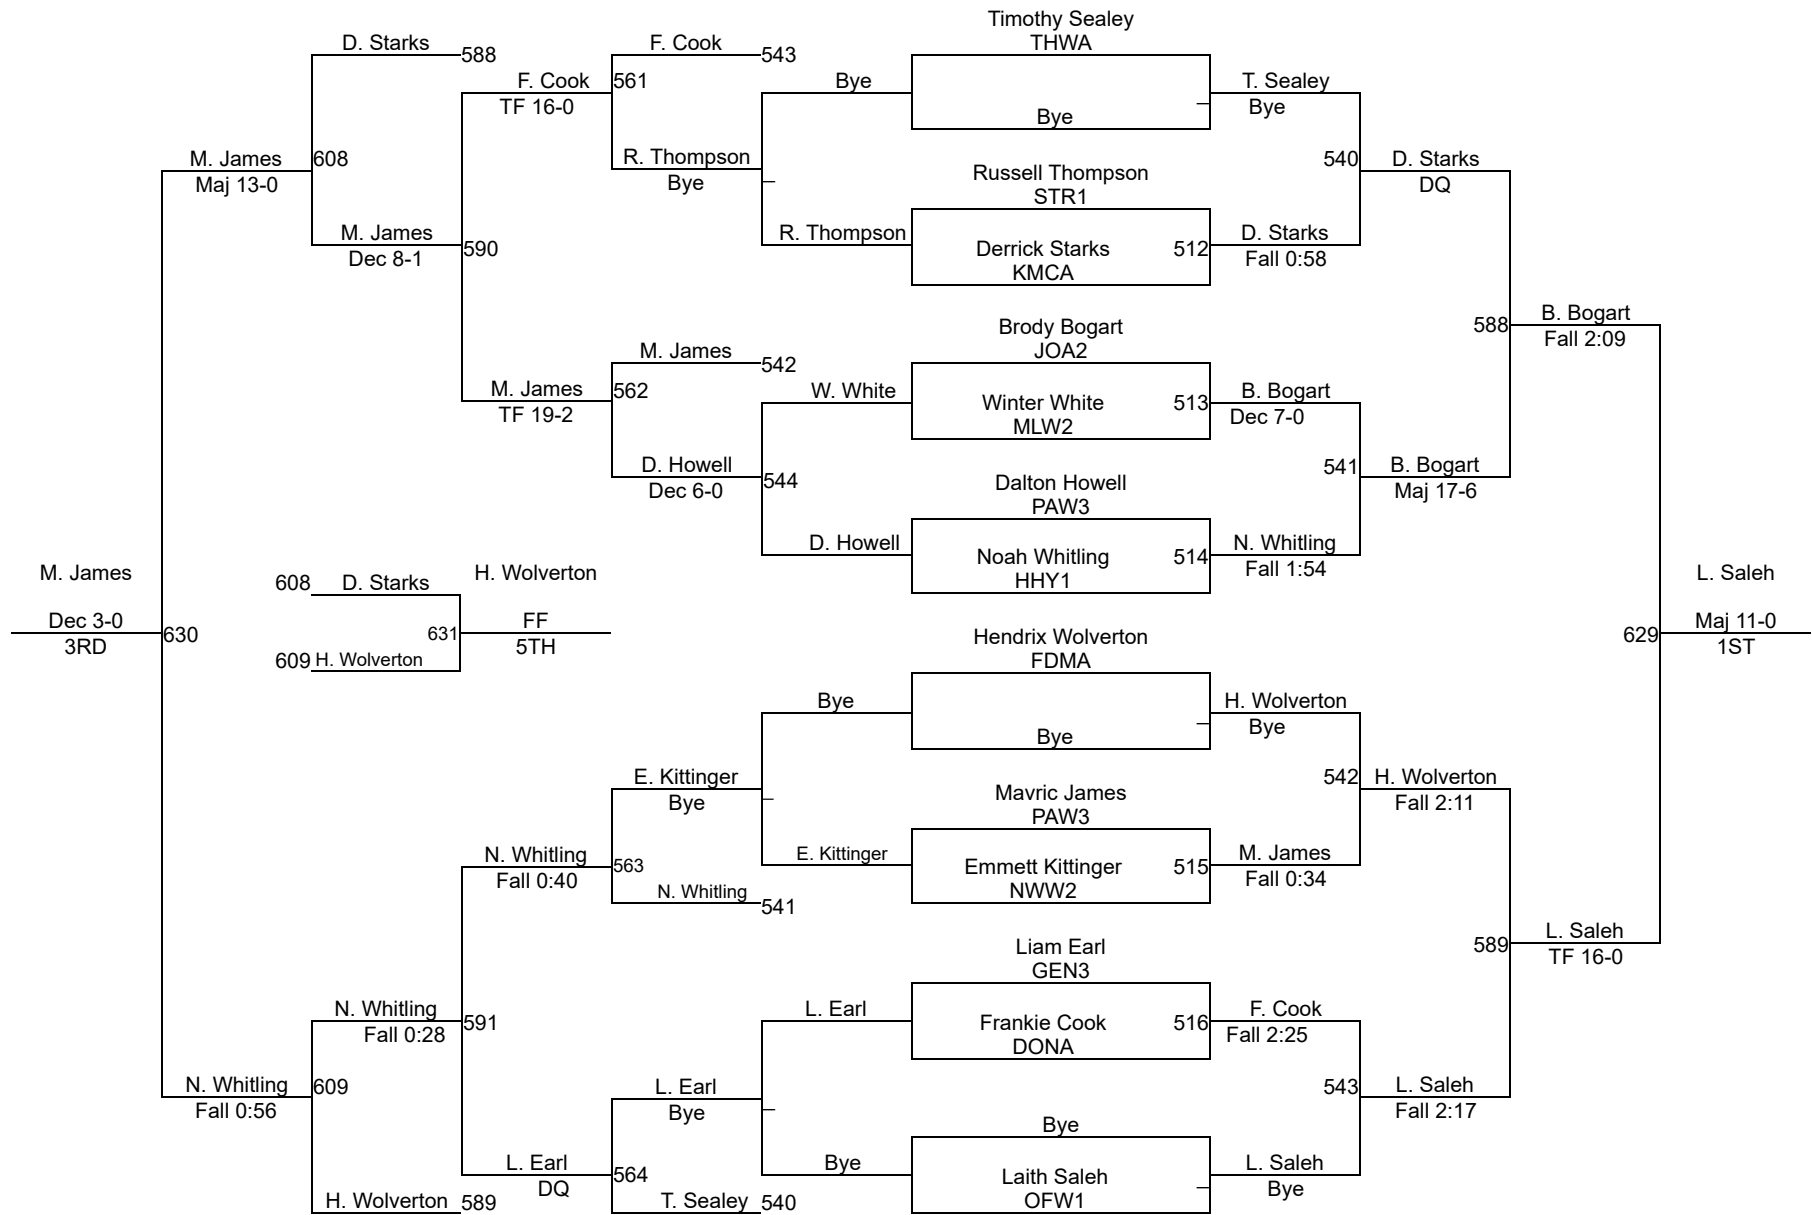 Timothy Sealey
THWA
D. Starks
588
F. Cook
543
F. Cook
561
TF 16-0
Bye
T. Sealey
Bye
Bye
M. James
608
Maj 13-0
R. Thompson
Bye
Russell Thompson
STR1
540
D. Starks
DQ
M. James
590
Dec 8-1
R. Thompson
Derrick Starks
512
KMCA
D. Starks
Fall 0:58
Brody Bogart
JOA2
588
B. Bogart
Fall 2:09
M. James
542
M. James
562
TF 19-2
W. White
Winter White
513
MLW2
B. Bogart
Dec 7-0
D. Howell
544
Dec 6-0
Dalton Howell
PAW3
541
B. Bogart
Maj 17-6
D. Howell
Noah Whitling
514
HHY1
N. Whitling
Fall 1:54
M. James
608
D. Starks
H. Wolverton
L. Saleh
Dec 3-0
630
3RD
631
FF
5TH
629
Maj 11-0
1ST
609
H. Wolverton
Hendrix Wolverton
FDMA
Bye
Bye
H. Wolverton
Bye
E. Kittinger
Bye
Mavric James
PAW3
542
H. Wolverton
Fall 2:11
N. Whitling
563
Fall 0:40
E. Kittinger
Emmett Kittinger
515
NWW2
M. James
Fall 0:34
N. Whitling
541
Liam Earl
GEN3
589
L. Saleh
TF 16-0
N. Whitling
591
Fall 0:28
L. Earl
Frankie Cook
516
DONA
F. Cook
Fall 2:25
N. Whitling
609
Fall 0:56
L. Earl
Bye
543
L. Saleh
Fall 2:17
Bye
L. Earl
564
DQ
Bye
Laith Saleh
OFW1
L. Saleh
Bye
H. Wolverton
589
T. Sealey
540